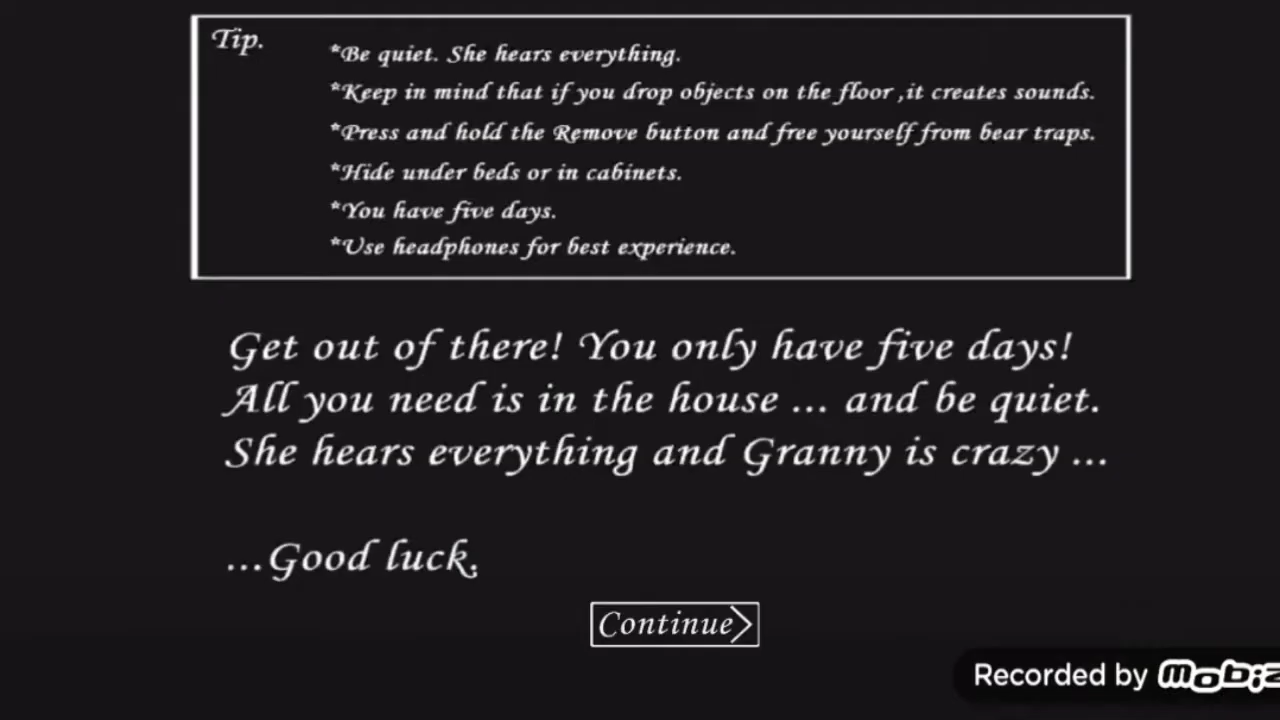 Tip.
*Be quiet. She hears everything.
*Keep in mind that if you drop objects on the floor ,it creates sounds.
*Press and hold the Remove button and free yourself from bear traps.
*Hide under beds or in cabinets.
*You have five days.
*Use headphones for best experience.
Get out of there! You only have five days!
All you need is in the house ... and be quiet.
She hears everything and Granny is crazy ...
...Good luck.
Continue>
Recorded by mobiz